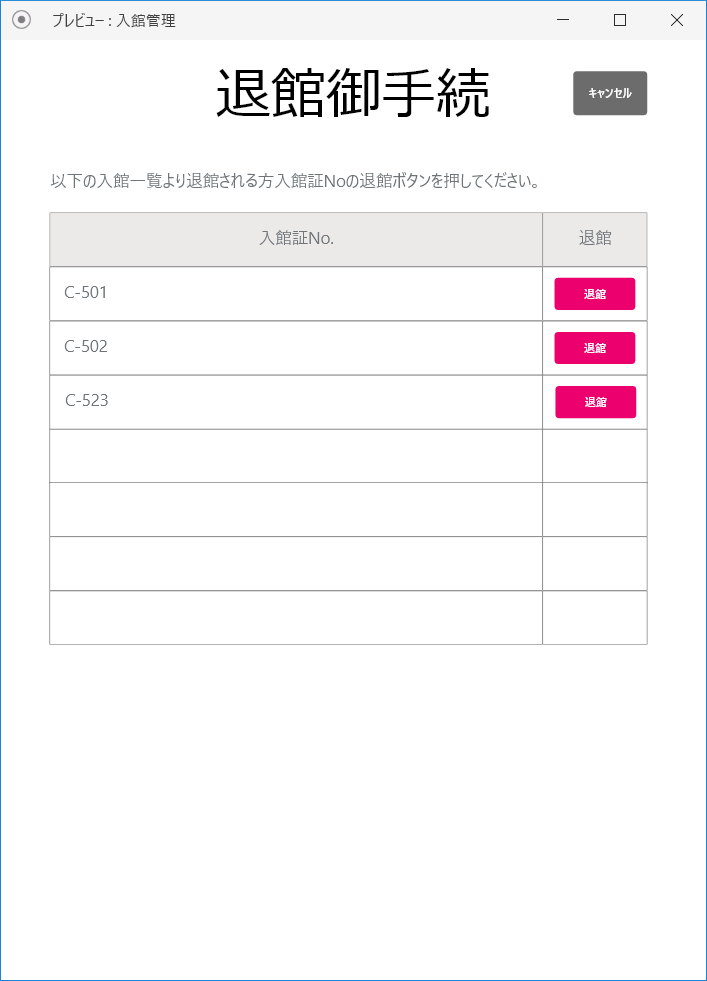 プレビュー : 入館管理
退館御手続
キャンセル
以下の入館一覧より退館される方入館証Noの退館ボタンを押してください。
入館証No. 退館
C-501 退館
C-502 退館
C-523 退館